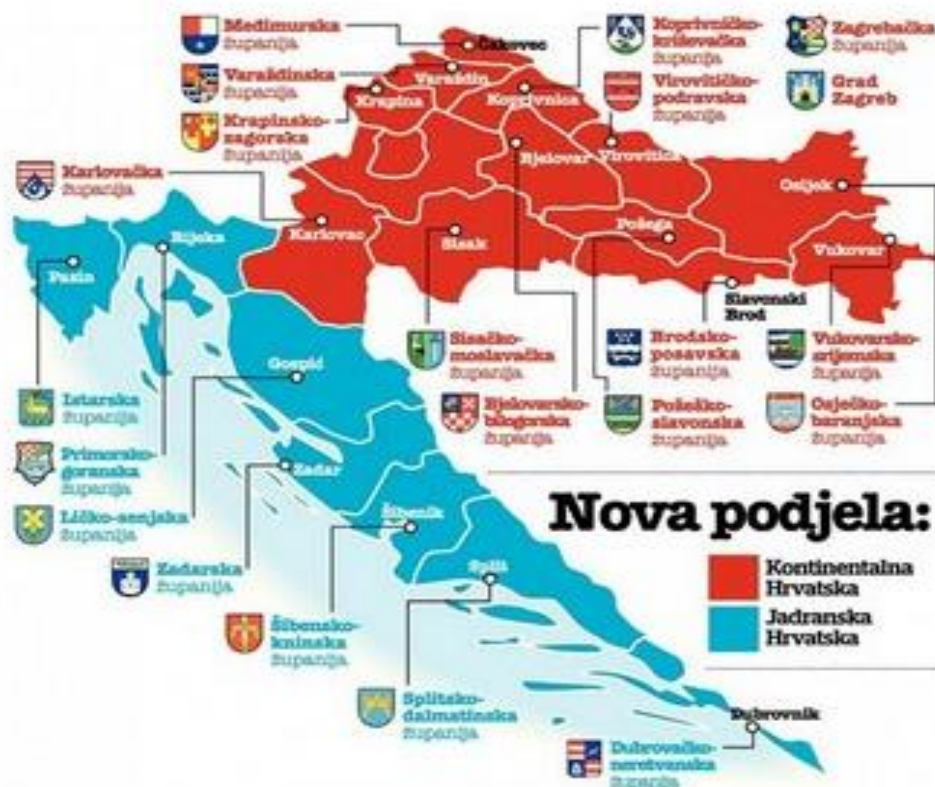 Međimurska
županija
Varaždinska
županija
Krapinsko-
zagorska
županija
Karlovačka
županija
Koprivničko-
križevačka
županija
Virovitičko-
podravska
županija
Zagrebačka
županija
Grad
Zagreb
Čakovec
Varaždin
Krapina
Koprivnica
Bjelovar
Virovitica
Osijek
Karlovac
Sisak
Požega
Vukovar
Slavonski
Brod
Rijeka
Pazin
Gospić
Zadar
Šibenik
Split
Dubrovnik
Sisačko-
moslavačka
županija
Bjelovarsko-
bilogorska
županija
Brodsko-
posavska
županija
Požeško-
slavonska
županija
Vukovarsko-
srijemska
županija
Osječko-
baranjska
županija
Istarska
županija
Primorsko-
goranska
županija
Ličko-senjska
županija
Zadarska
županija
Šibensko-
kninska
županija
Splitsko-
dalmatinska
županija
Dubrovačko-
neretvanska
županija
Nova podjela:
Kontinentalna
Hrvatska
Jadranska
Hrvatska